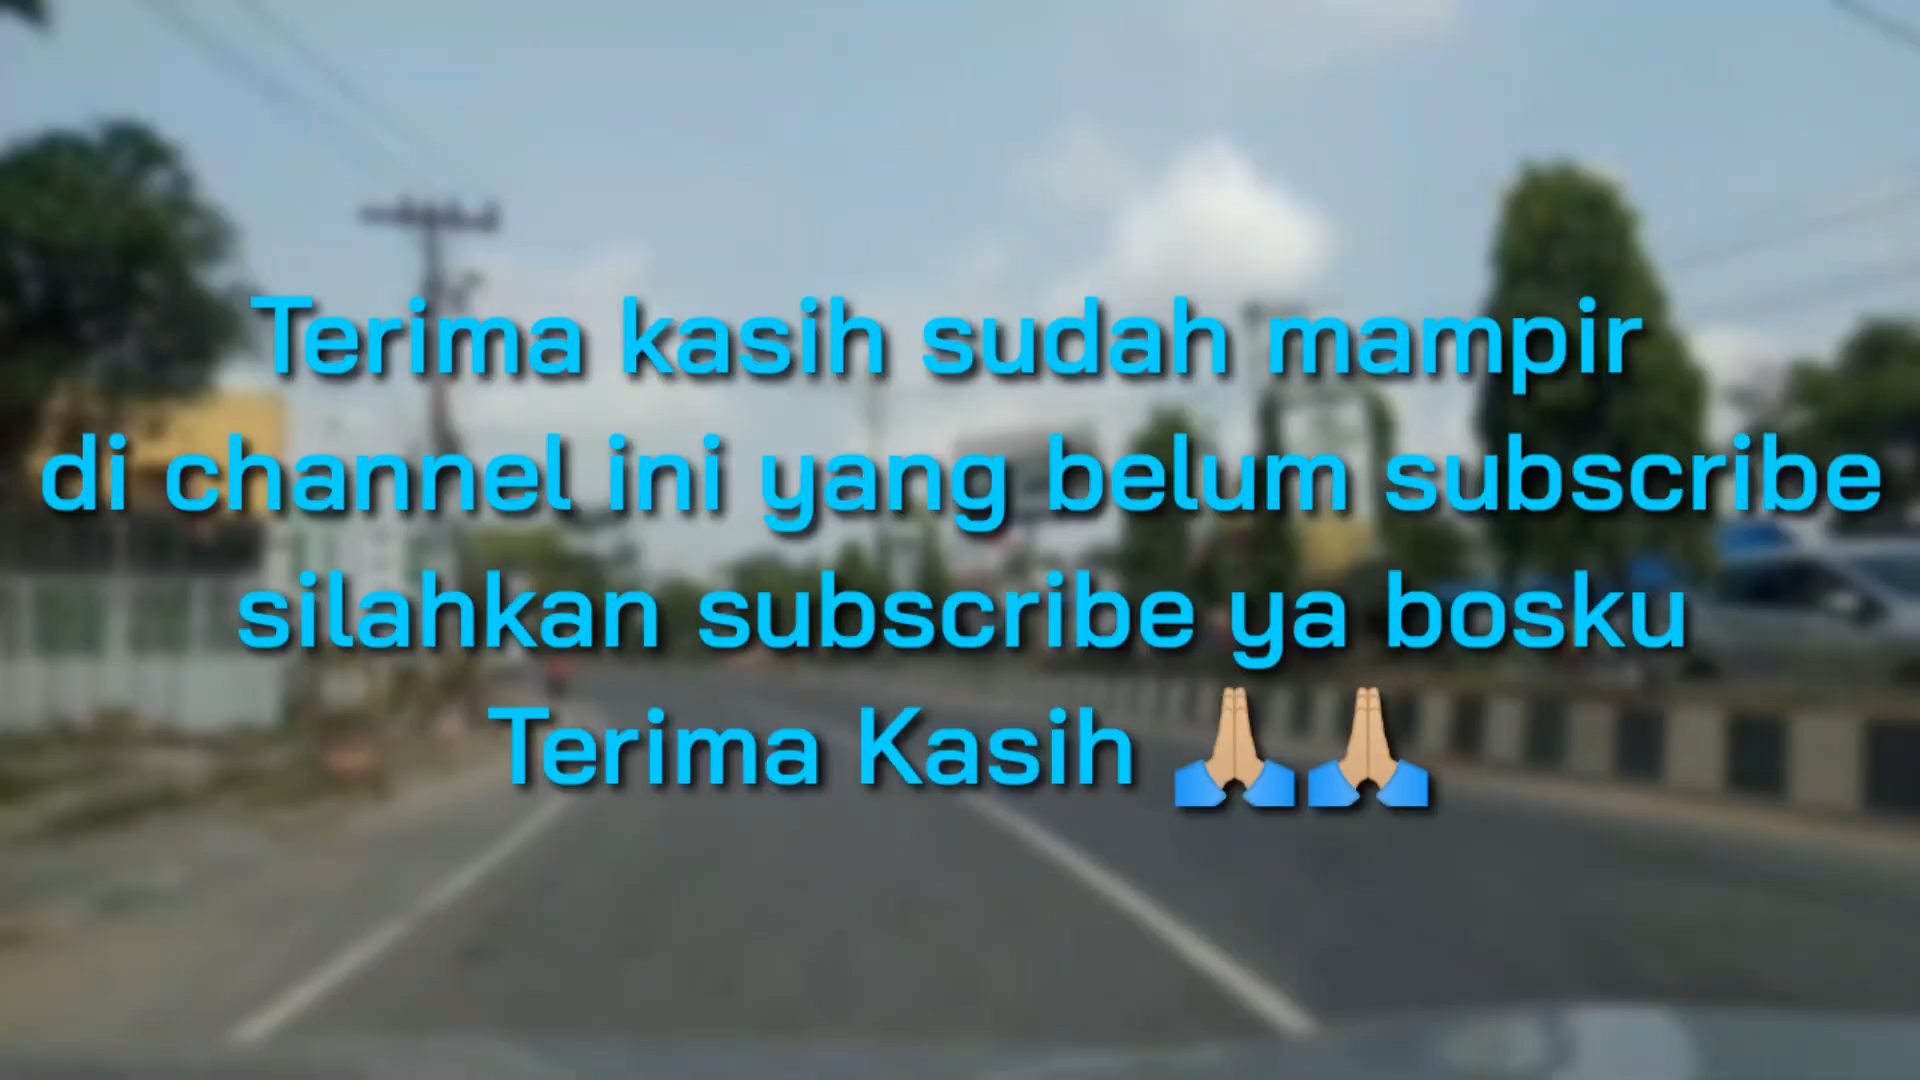 Terima kasih sudah mampir
di channel ini yang belum subscribe
silahkan subscribe ya bosku
Terima Kasih 🙏🏼🙏🏼